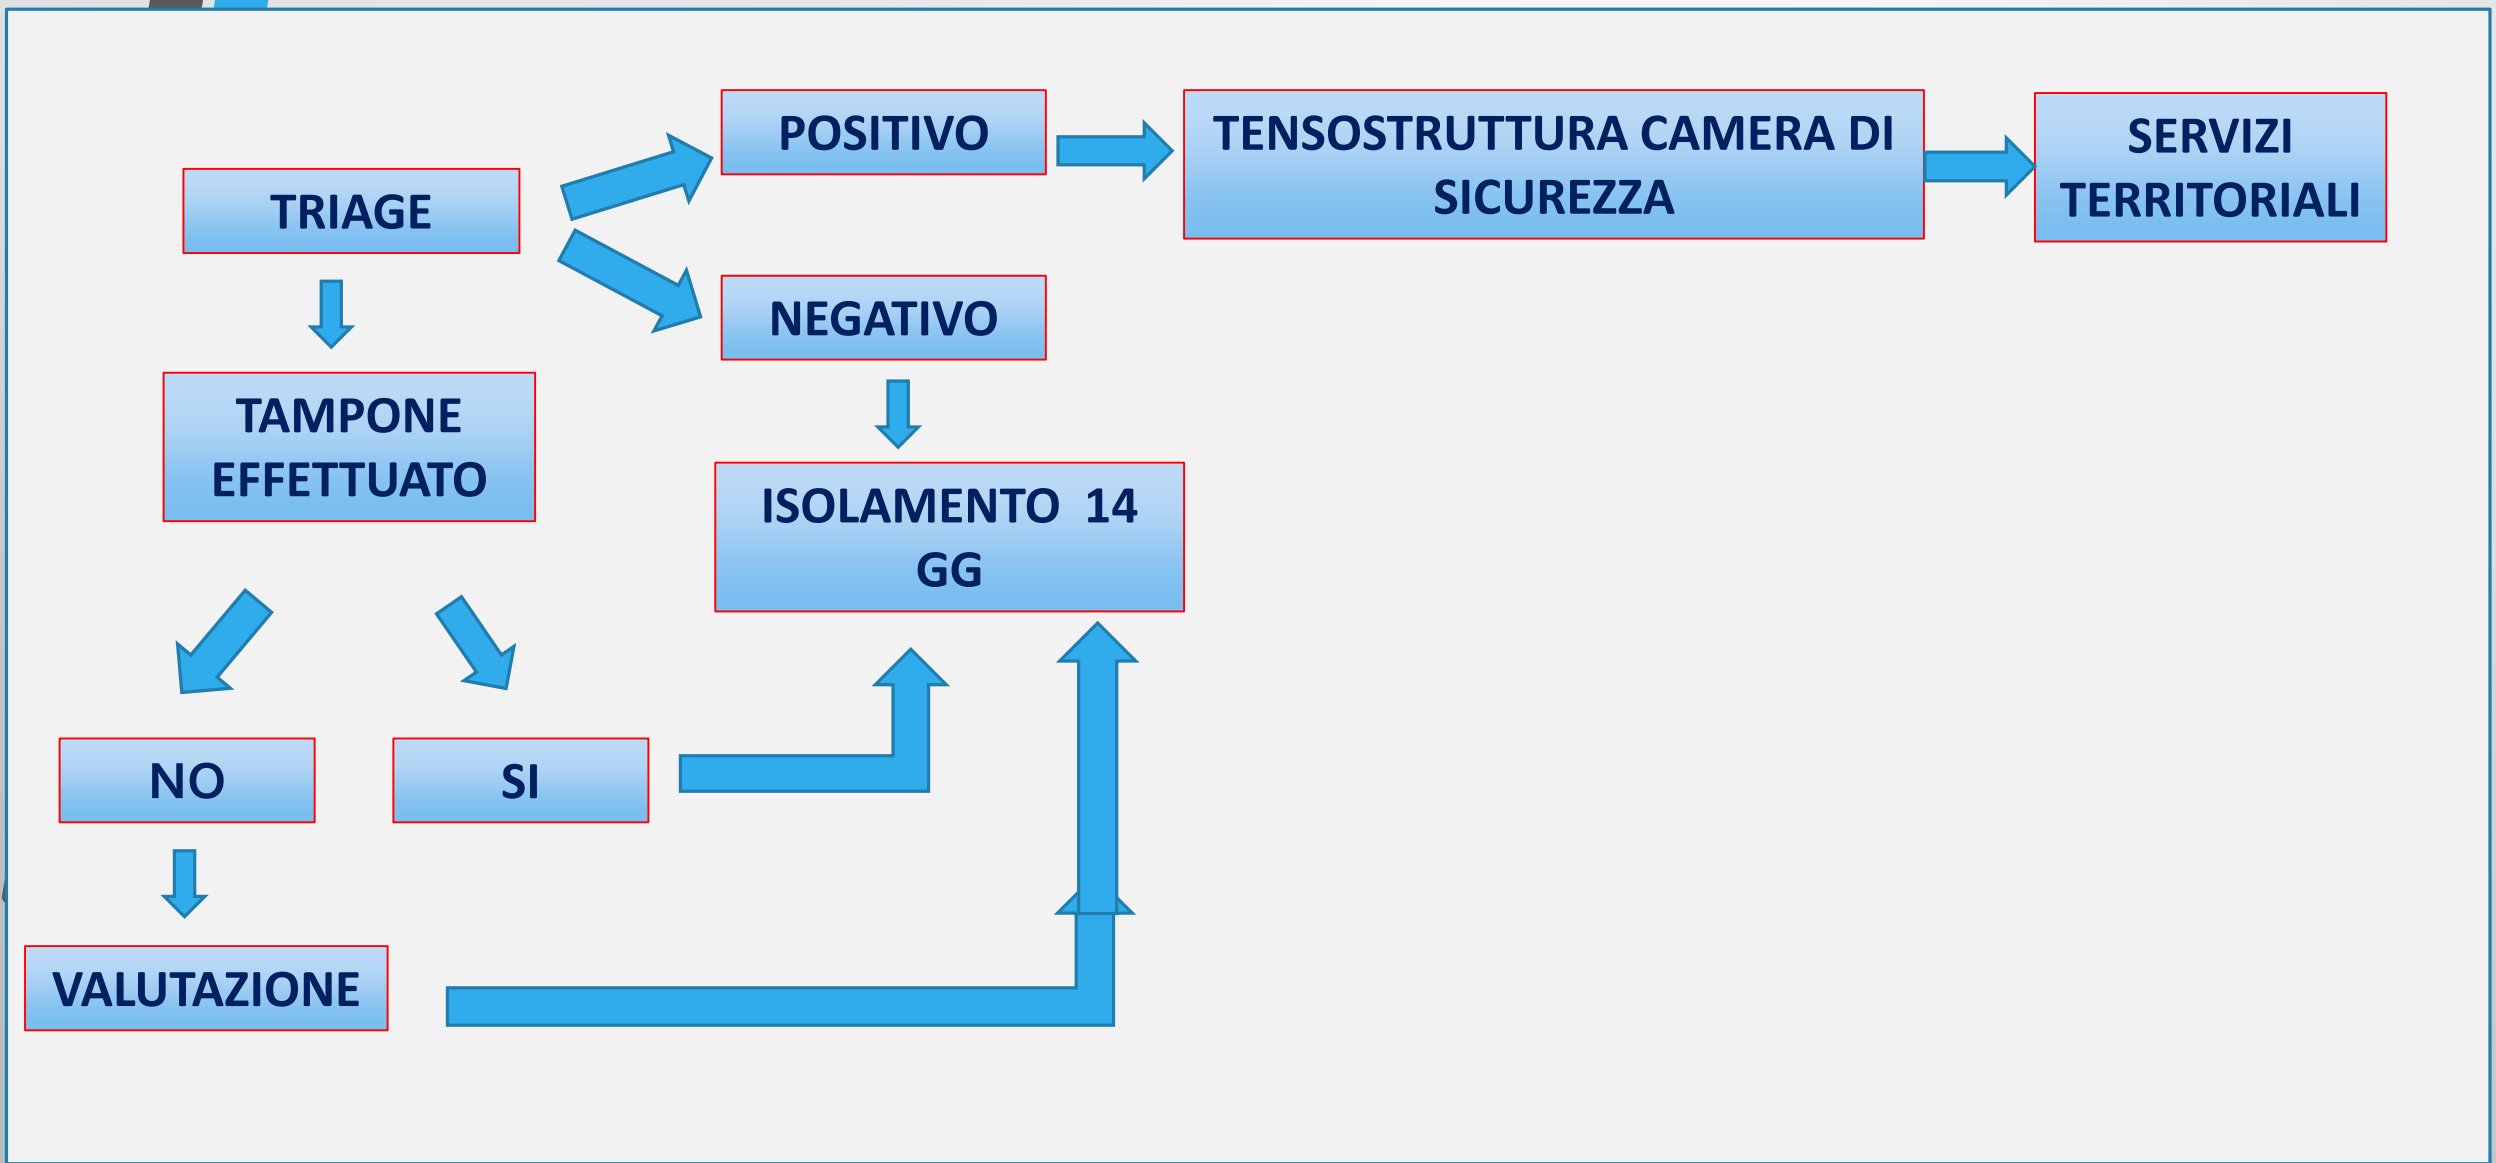 TRIAGE
POSITIVO
TENSOSTRUTTURA CAMERA DI
SICUREZZA
SERVIZI
TERRITORIALI
NEGATIVO
TAMPONE
EFFETTUATO
ISOLAMENTO 14
GG
NO
SI
VALUTAZIONE